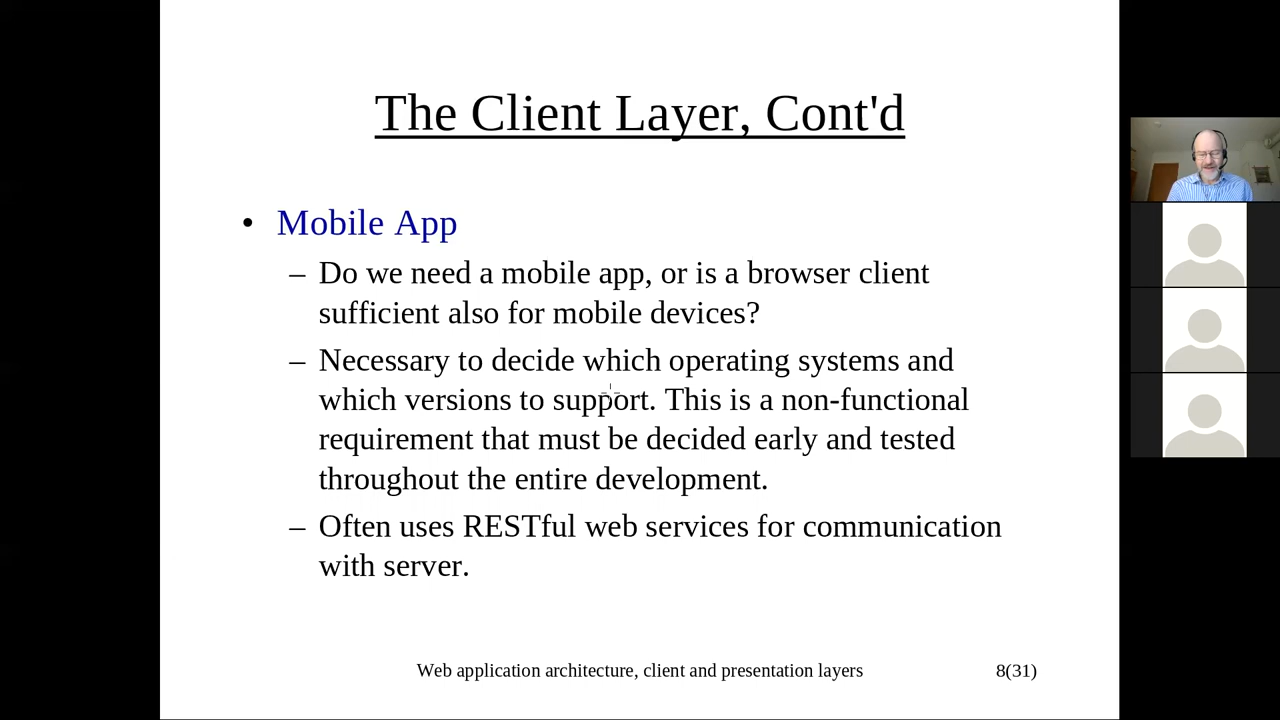 The Client Layer, Cont'd
• Mobile App
– Do we need a mobile app, or is a browser client
sufficient also for mobile devices?
– Necessary to decide which operating systems and
which versions to support. This is a non-functional
requirement that must be decided early and tested
throughout the entire development.
– Often uses RESTful web services for communication
with server.
Web application architecture, client and presentation layers
8(31)